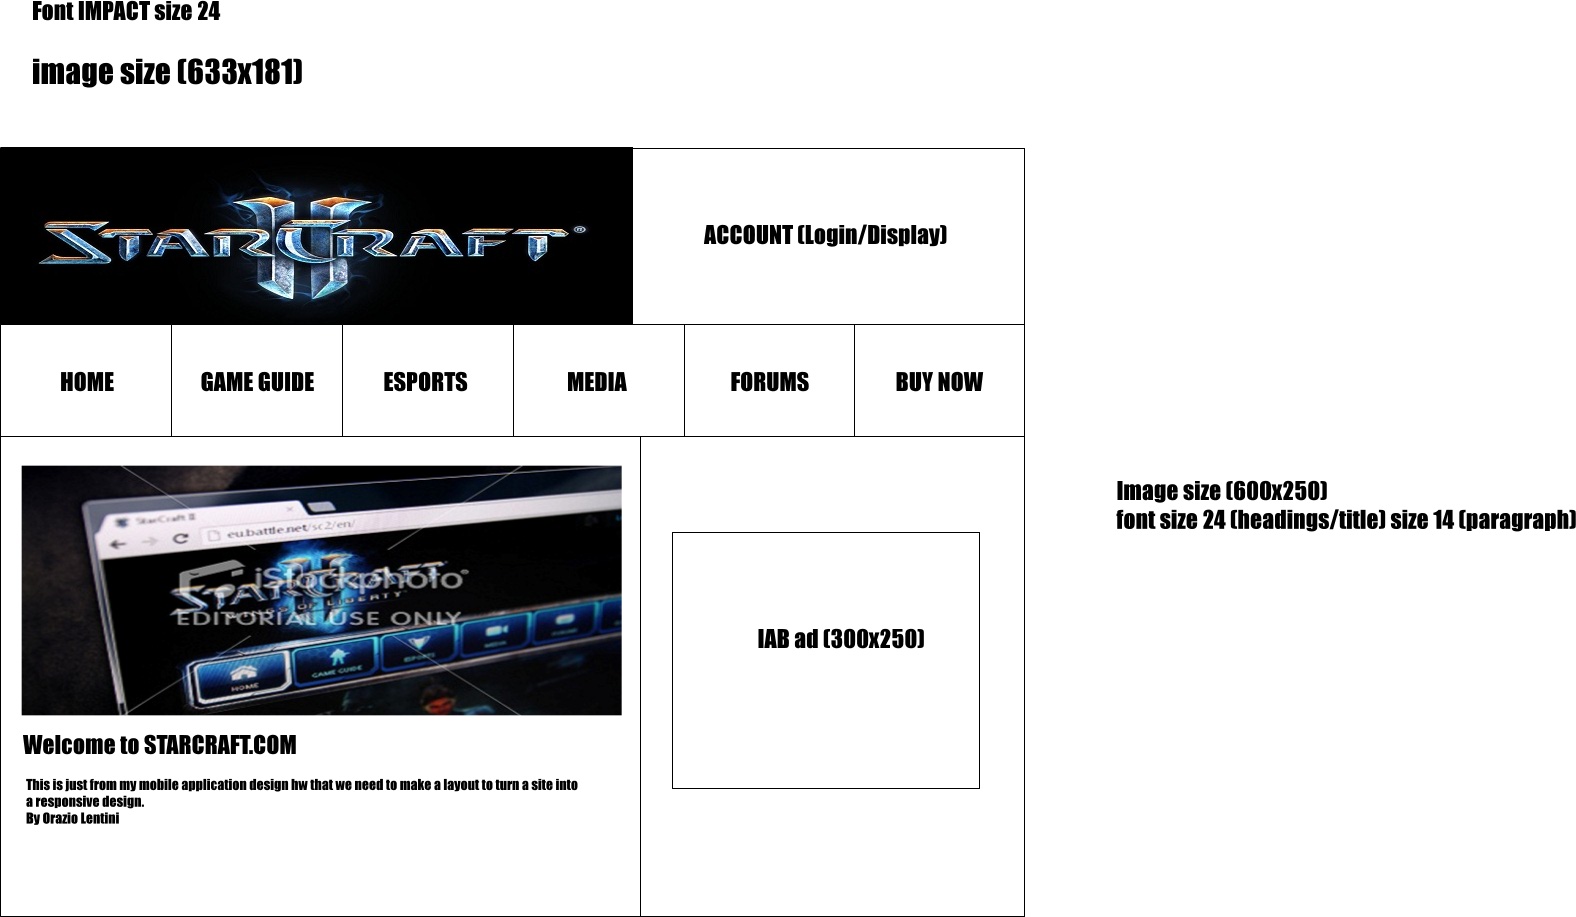 Font IMPACT size 24
image size (633x181)
STARCRAFT II®
ACCOUNT (Login/Display)
HOME
GAME GUIDE
ESPORTS
MEDIA
FORUMS
BUY NOW
StarCraft II
eu.battle.net/sc2/en/
iStockphoto®
STARCRAFT II
WINGS OF LIBERTY
EDITORIAL USE ONLY
HOME
GAME GUIDE
ESPORTS
MEDIA
Image size (600x250)
font size 24 (headings/title) size 14 (paragraph)
IAB ad (300x250)
Welcome to STARCRAFT.COM
This is just from my mobile application design hw that we need to make a layout to turn a site into
a responsive design.
By Orazio Lentini